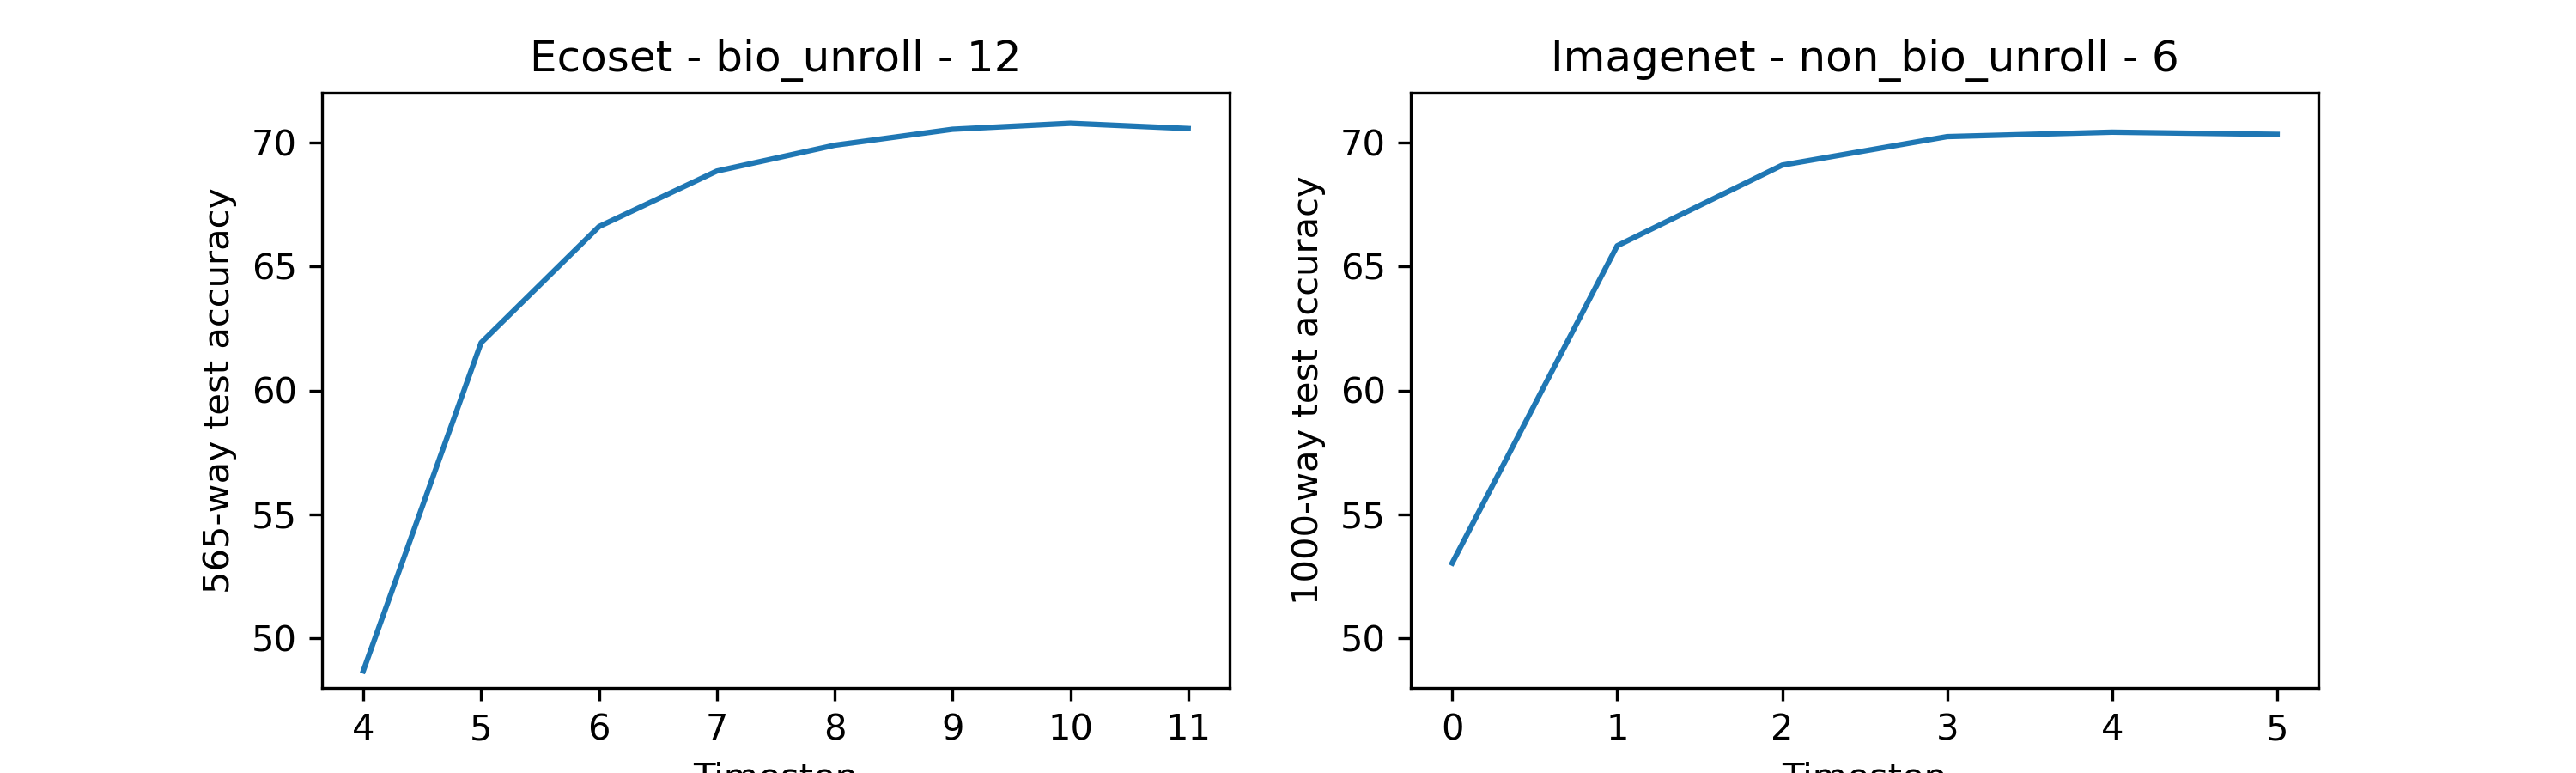 Ecoset - bio_unroll - 12
565-way test accuracy
70
65
60
55
50
4 5 6 7 8 9 10 11
Timestep
Imagenet - non_bio_unroll - 6
1000-way test accuracy
70
65
60
55
50
0 1 2 3 4 5
Timestep